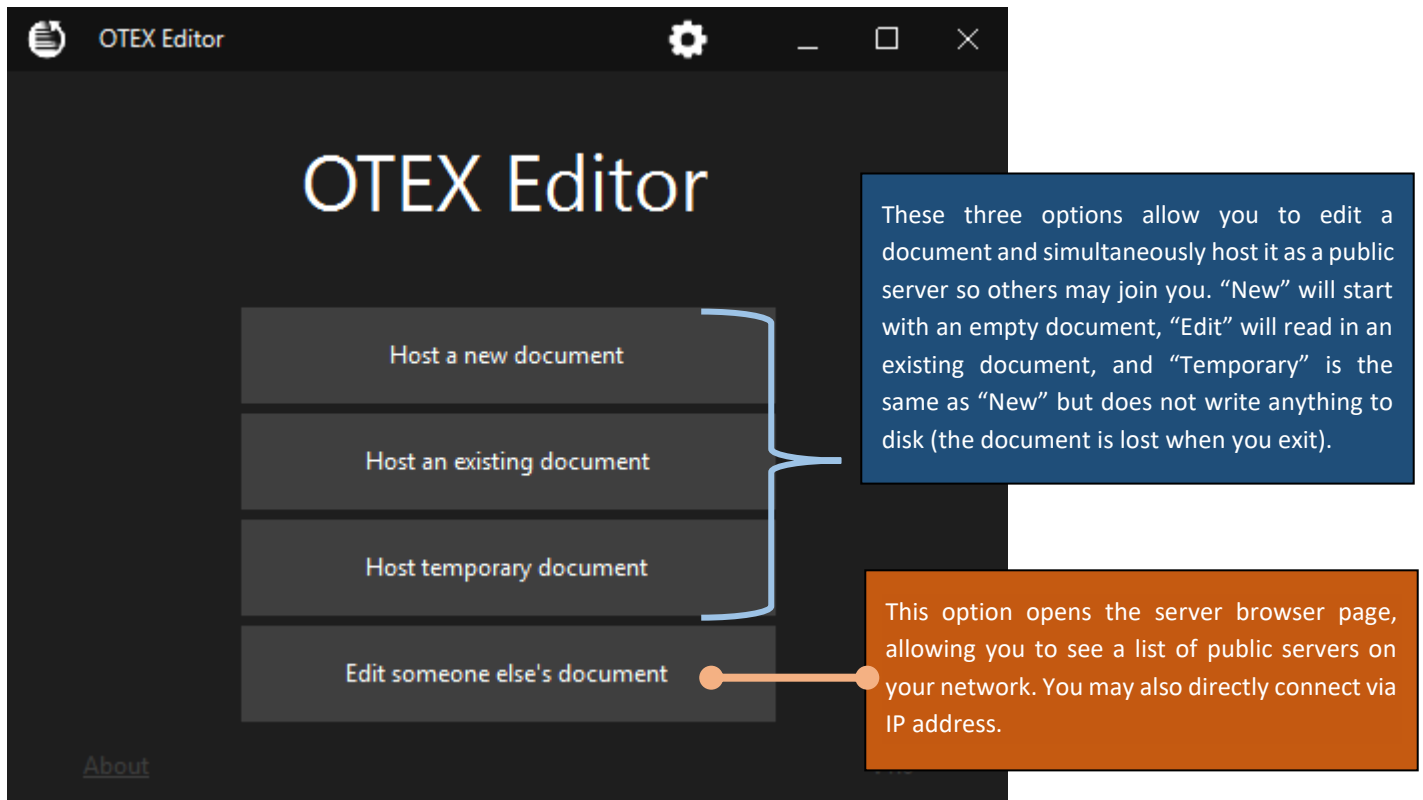 OTEX Editor
OTEX Editor
Host a new document
Host an existing document
Host temporary document
Edit someone else's document
About
These three options allow you to edit a
document and simultaneously host it as a public
server so others may join you. “New” will start
with an empty document, “Edit” will read in an
existing document, and “Temporary” is the
same as “New” but does not write anything to
disk (the document is lost when you exit).
This option opens the server browser page,
allowing you to see a list of public servers on
your network. You may also directly connect via
IP address.